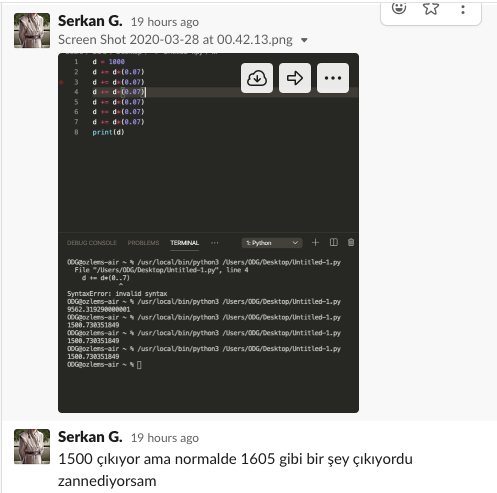 Serkan G. 19 hours ago
Screen Shot 2020-03-28 at 00.42.13.png
1 d = 1000
2 d += d*(0.07)
3 d += d*(0.07)
4 d += d*(0.07)
5 d += d*(0.07)
6 d += d*(0.07)
7 d += d*(0.07)
8 print(d)
DEBUG CONSOLE PROBLEMS TERMINAL ... 1: Python
ODG@ozlems-air ~ % /usr/local/bin/python3 /Users/ODG/Desktop/Untitled-1.py
File "/Users/ODG/Desktop/Untitled-1.py", line 4
d += d*(0..7)
^
SyntaxError: invalid syntax
ODG@ozlems-air ~ % /usr/local/bin/python3 /Users/ODG/Desktop/Untitled-1.py
9562.319290000001
ODG@ozlems-air ~ % /usr/local/bin/python3 /Users/ODG/Desktop/Untitled-1.py
1500.730351849
ODG@ozlems-air ~ % /usr/local/bin/python3 /Users/ODG/Desktop/Untitled-1.py
1500.730351849
ODG@ozlems-air ~ % /usr/local/bin/python3 /Users/ODG/Desktop/Untitled-1.py
1500.730351849
ODG@ozlems-air ~ %
Serkan G. 19 hours ago
1500 çıkıyor ama normalde 1605 gibi bir şey çıkıyordu
zannediyorsam